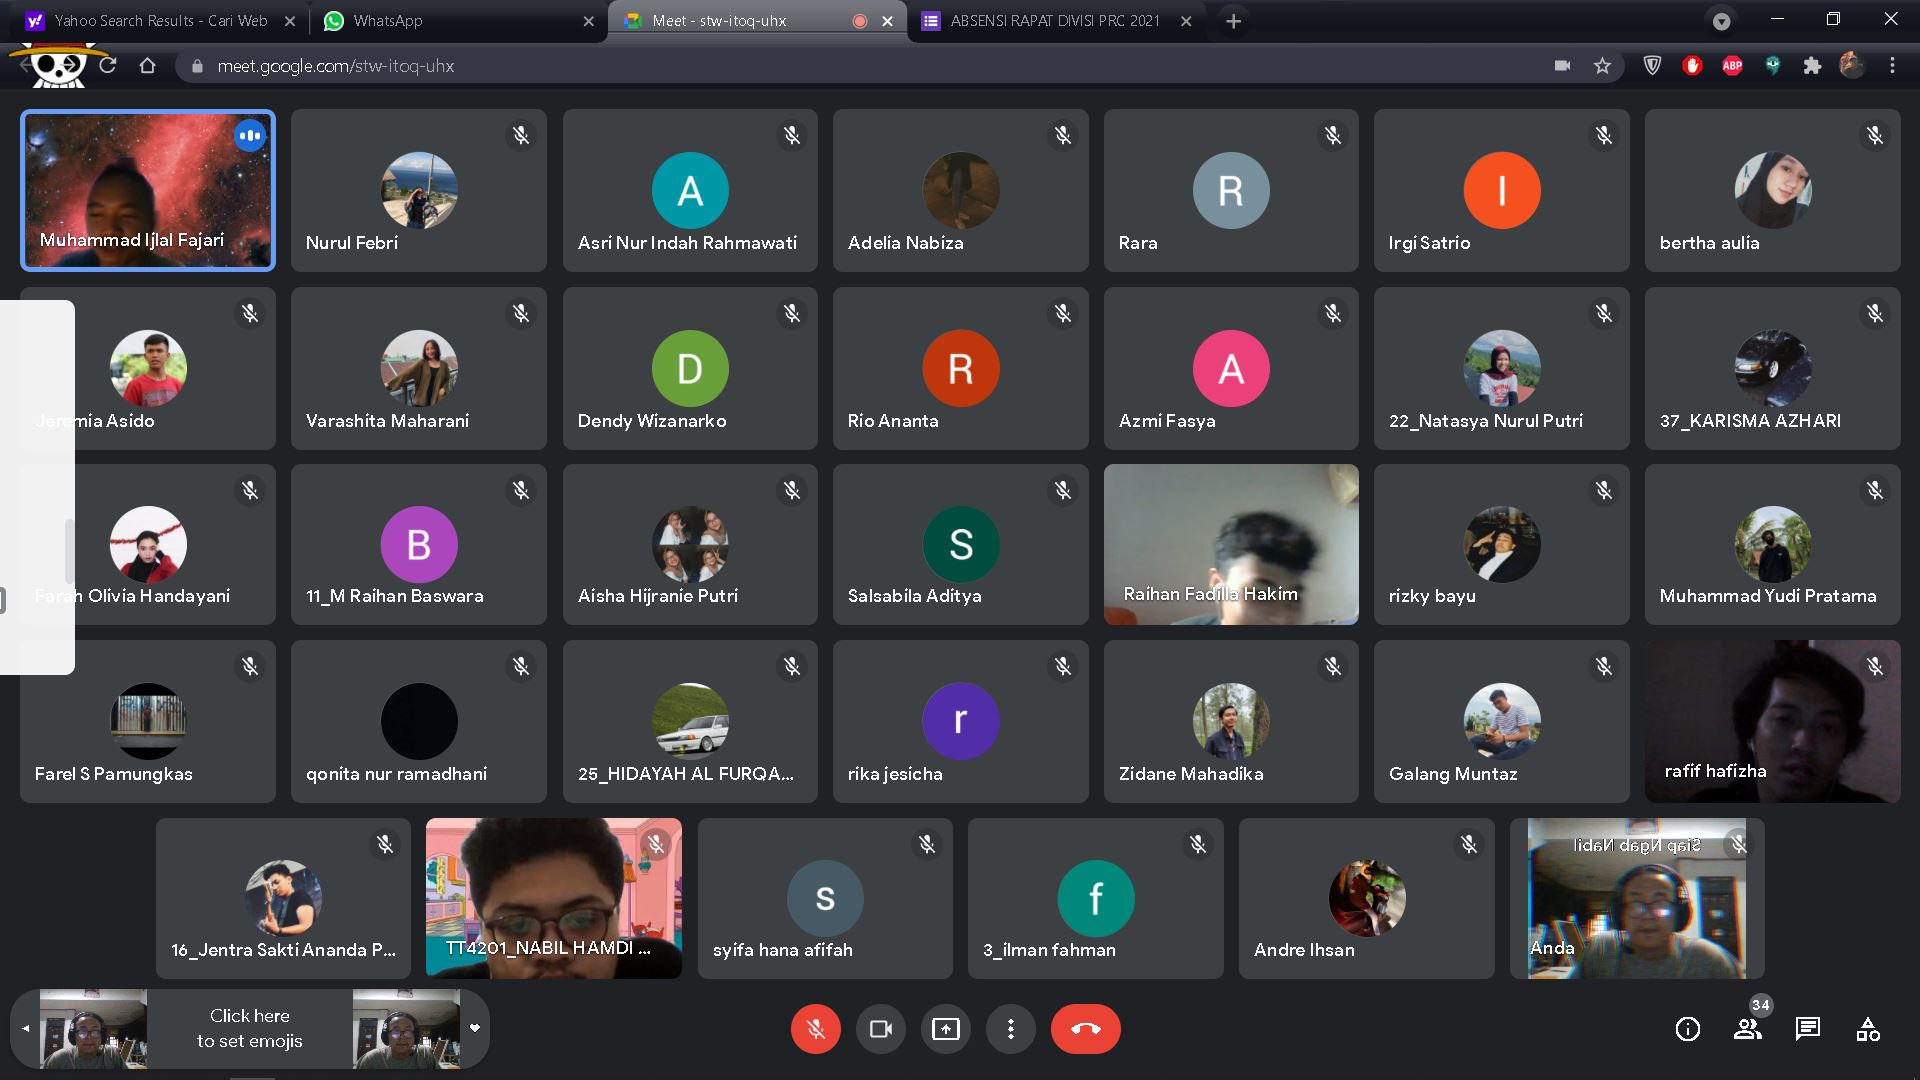 Yahoo Search Results - Cari Web
WhatsApp
Meet - stw-itoq-uhx
ABSENSI RAPAT DIVISI PRC 2021
meet.google.com/stw-itoq-uhx
ABP
Muhammad Ijlal Fajari
Nurul Febri
A
Asri Nur Indah Rahmawati
Adelia Nabiza
R
Rara
I
Irgi Satrio
bertha aulia
Jeremia Asido
Varashita Maharani
D
Dendy Wizanarko
R
Rio Ananta
A
Azmi Fasya
22_Natasya Nurul Putri
37_KARISMA AZHARI
Farah Olivia Handayani
B
11_M Raihan Baswara
Aisha Hijranie Putri
S
Salsabila Aditya
Raihan Fadilla Hakim
rizky bayu
Muhammad Yudi Pratama
Farel S Pamungkas
qonita nur ramadhani
25_HIDAYAH AL FURQA...
r
rika jesicha
Zidane Mahadika
Galang Muntaz
rafif hafizha
16_Jentra Sakti Ananda P...
TT4201_NABIL HAMDI ...
s
syifa hana afifah
f
3_ilman fahman
Andre Ihsan
Siap Ngab Nabil
Anda
Click here
to set emojis
34